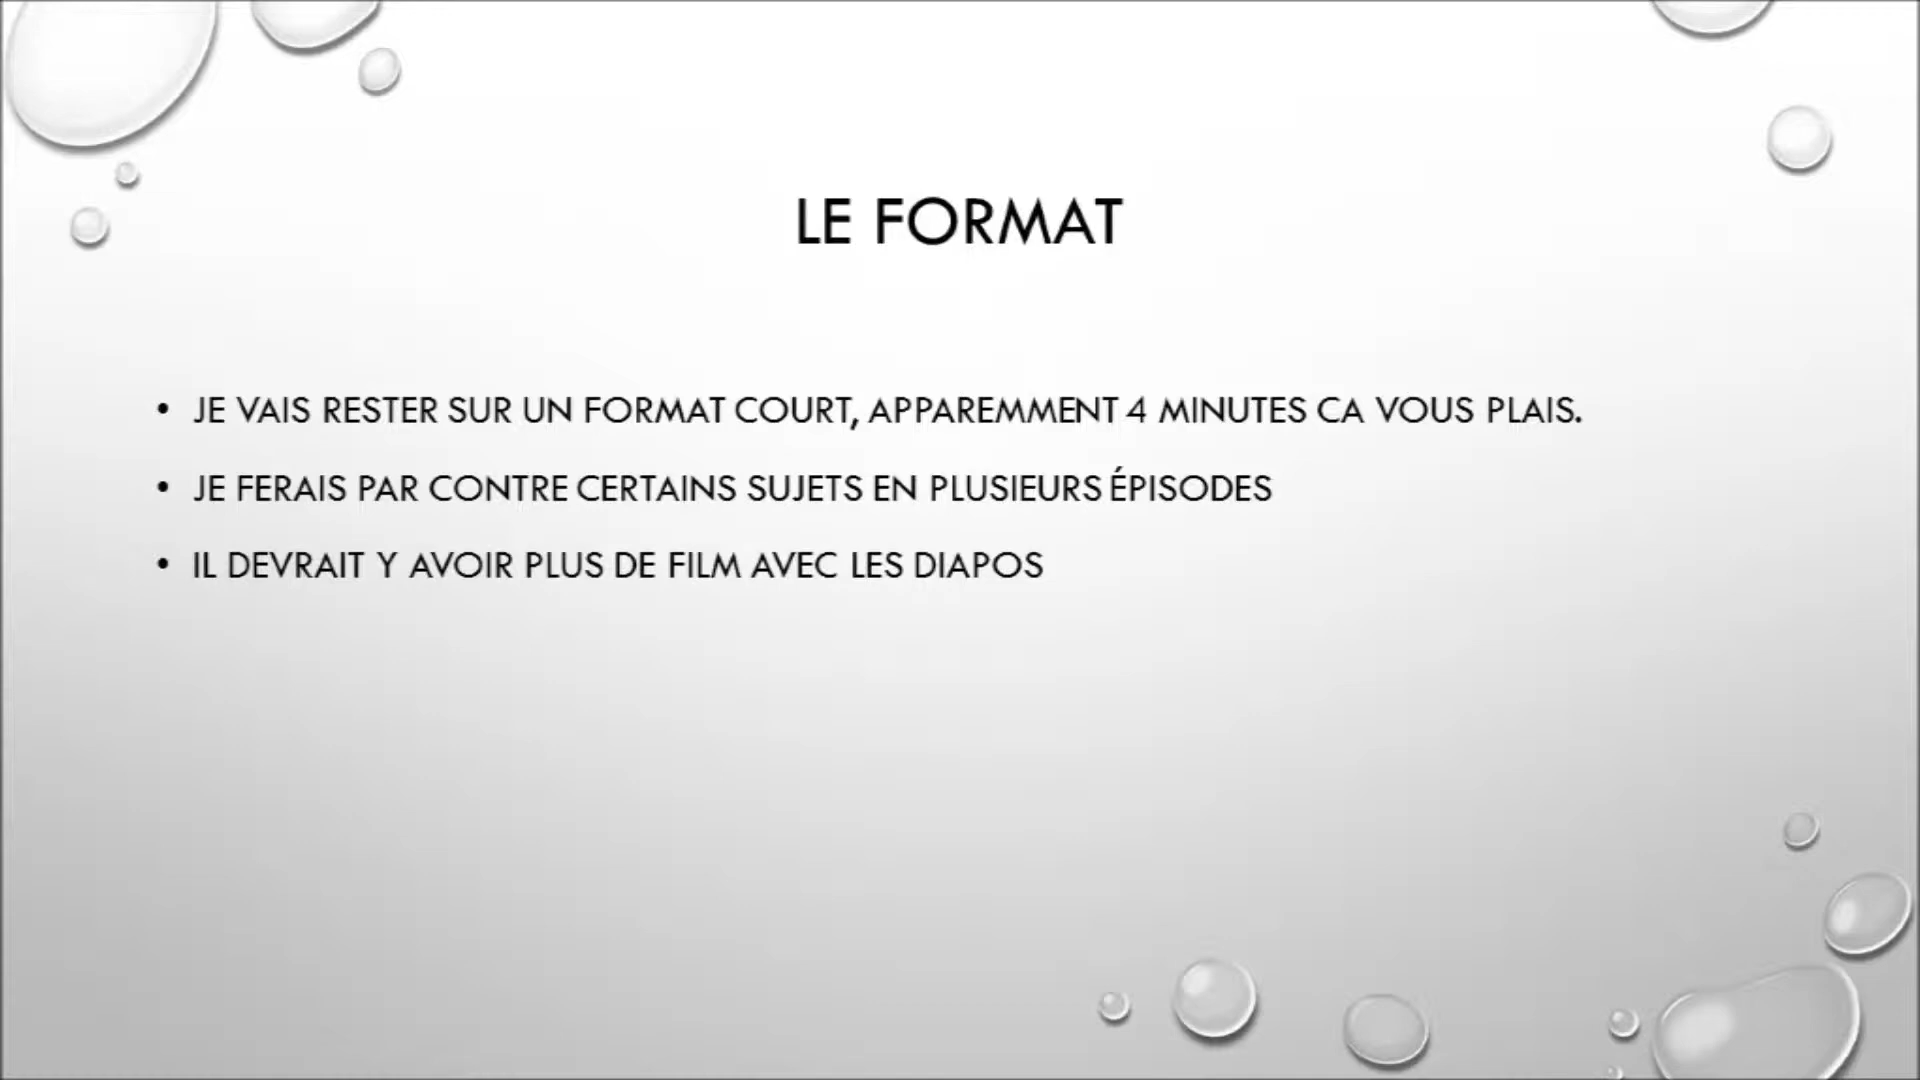 LE FORMAT
• JE VAIS RESTER SUR UN FORMAT COURT, APPAREMMENT 4 MINUTES CA VOUS PLAIS.
• JE FERAIS PAR CONTRE CERTAINS SUJETS EN PLUSIEURS ÉPISODES
• IL DEVRAIT Y AVOIR PLUS DE FILM AVEC LES DIAPOS